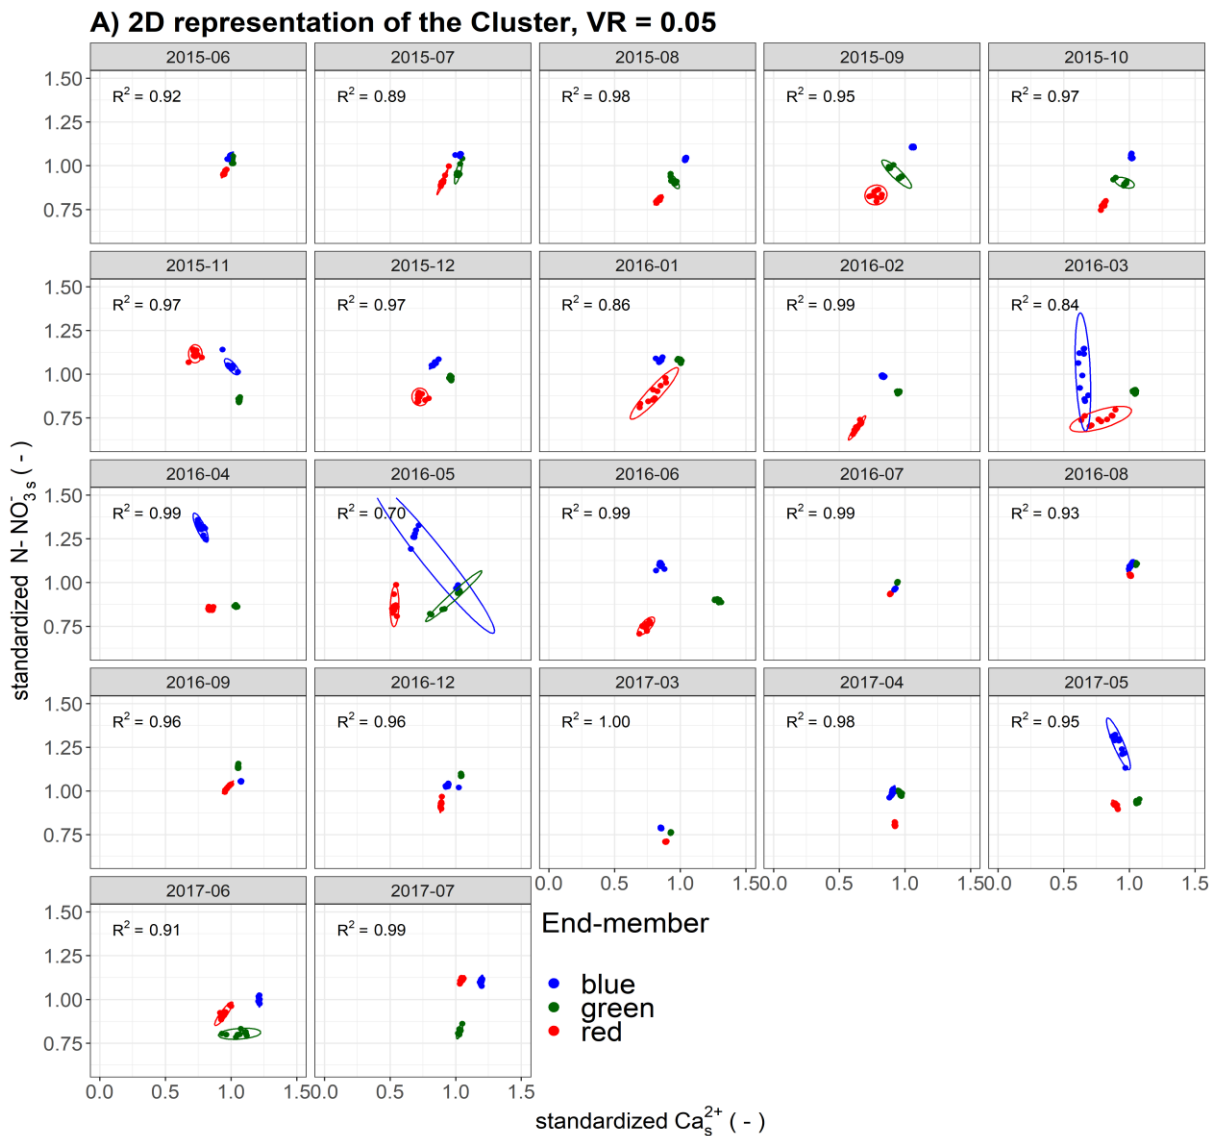 A) 2D representation of the Cluster, VR = 0.05
2015-06 2015-07 2015-08 2015-09 2015-10
1.50
R² = 0.92 R² = 0.89 R² = 0.98 R² = 0.95 R² = 0.97
1.25
1.00
0.75
2015-11 2015-12 2016-01 2016-02 2016-03
1.50
R² = 0.97 R² = 0.97 R² = 0.86 R² = 0.99 R² = 0.84
1.25
1.00
0.75
standardized N- NO₃⁻ s ( - )
2016-04 2016-05 2016-06 2016-07 2016-08
1.50
R² = 0.99 R² = 0.70 R² = 0.99 R² = 0.99 R² = 0.93
1.25
1.00
0.75
2016-09 2016-12 2017-03 2017-04 2017-05
1.50
R² = 0.96 R² = 0.96 R² = 1.00 R² = 0.98 R² = 0.95
1.25
1.00
0.75
0.0 0.5 1.0 1.5 0.0 0.5 1.0 1.5 0.0 0.5 1.0 1.5
2017-06 2017-07
1.50
R² = 0.91 R² = 0.99
1.25
1.00
0.75
0.0 0.5 1.0 1.5 0.0 0.5 1.0 1.5
End-member
blue
green
red
standardized Ca²⁺ₛ ( - )